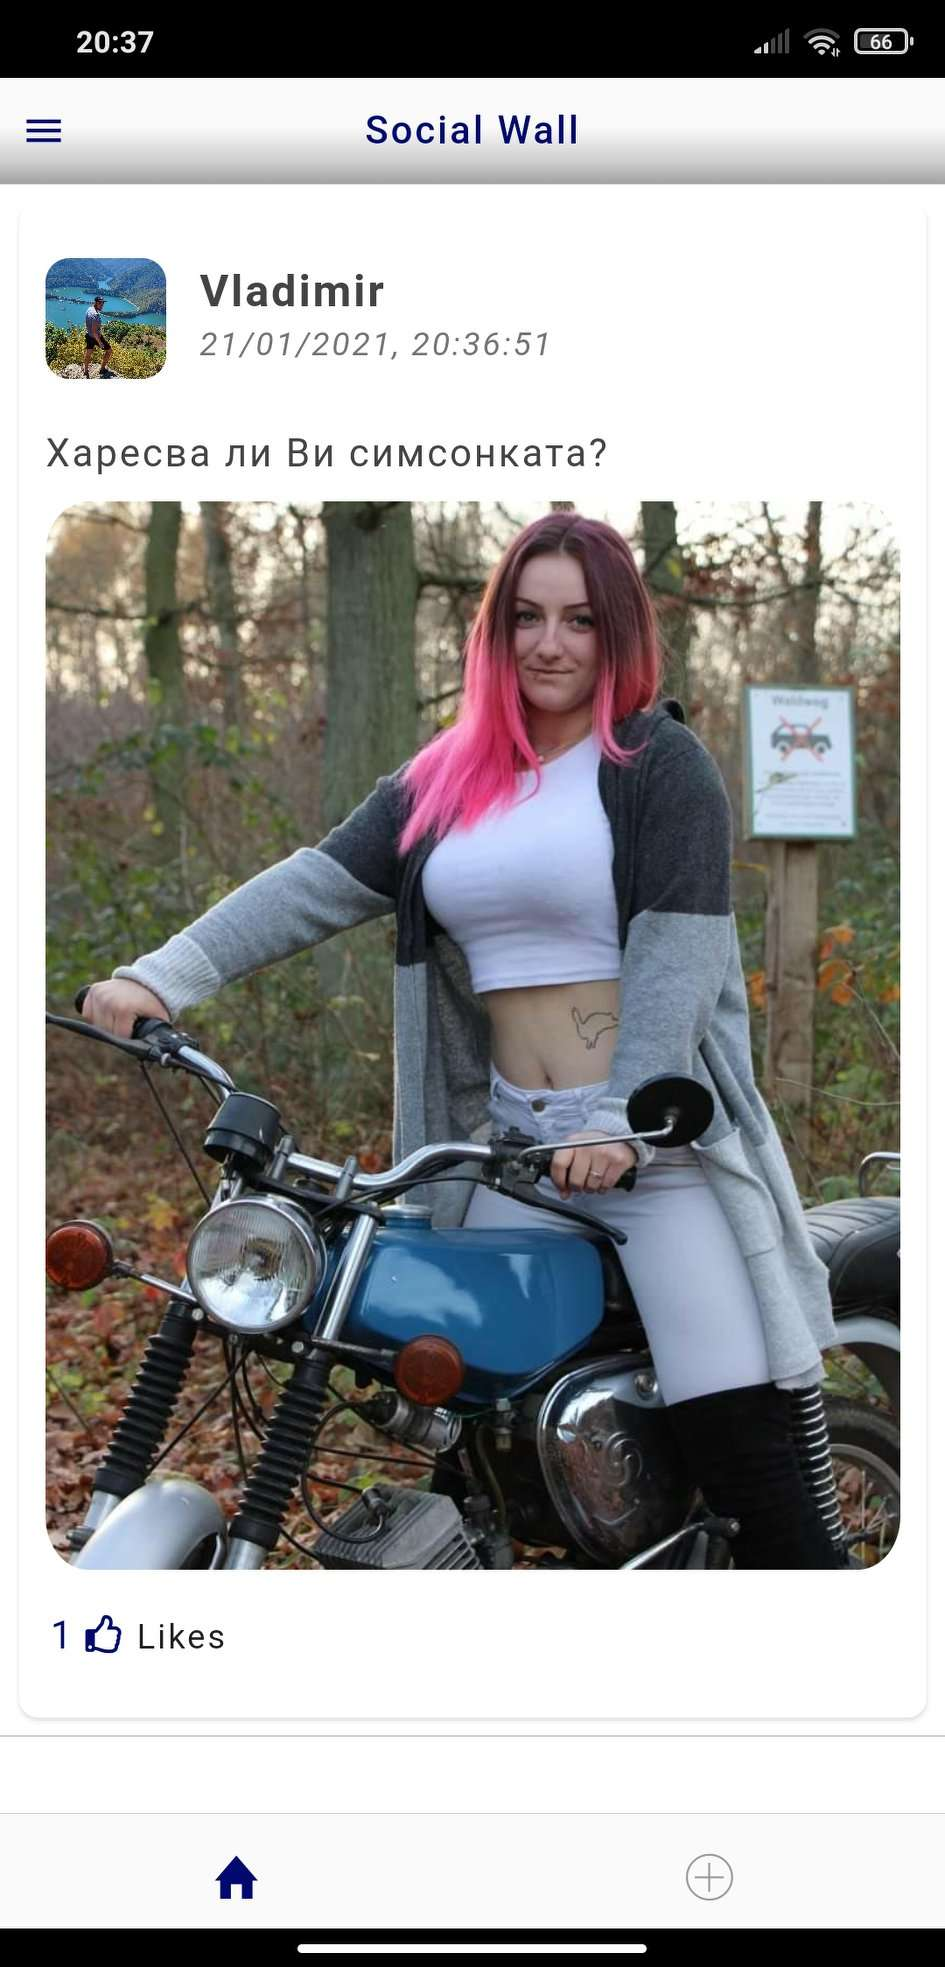 20:37
66
Social Wall
Vladimir
21/01/2021, 20:36:51
Харесва ли Ви симсонката?
Waldweg
1 Likes